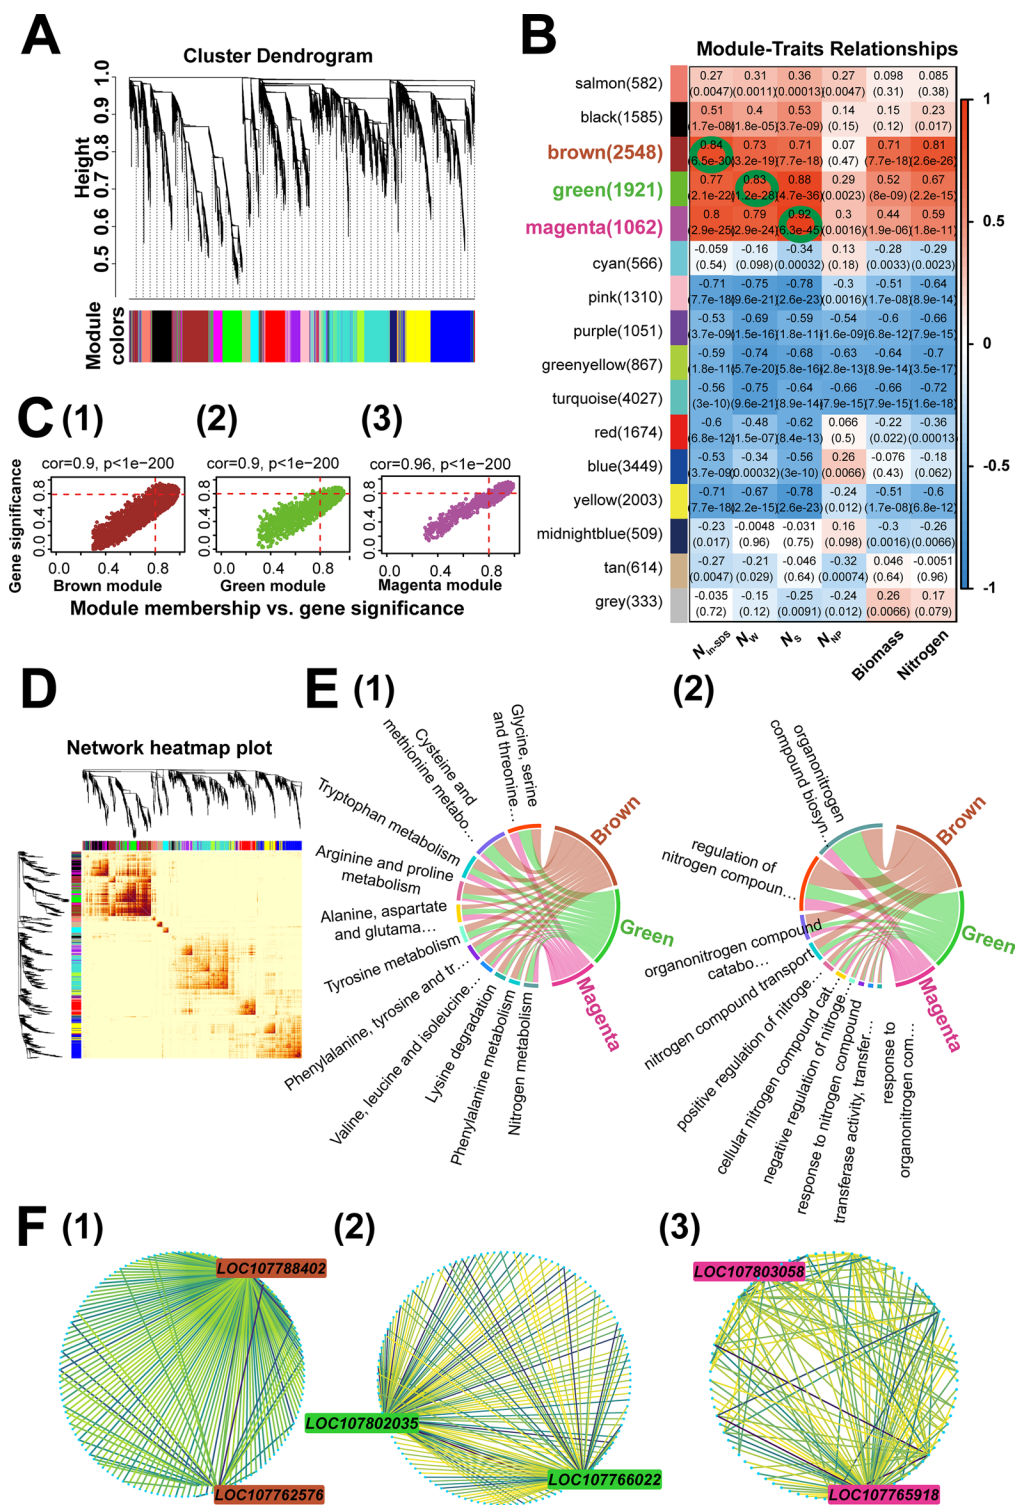 A
Cluster Dendrogram
Height
1.0
0.9
0.8
0.7
0.6
0.5
Module
colors
B
Module-Traits Relationships
salmon(582) 0.27 0.31 0.36 0.27 0.098 0.085
(0.0047) (0.0011) (0.00013) (0.0047) (0.31) (0.38)
black(1585) 0.51 0.4 0.53 0.14 0.15 0.23
(1.7e-08) (1.8e-05) (3.7e-09) (0.15) (0.12) (0.017)
brown(2548) 0.84 0.73 0.71 0.07 0.71 0.81
(6.5e-30) (3.2e-19) (7.7e-18) (0.47) (7.7e-18) (2.6e-26)
green(1921) 0.77 0.83 0.88 0.29 0.52 0.67
(2.1e-22) (1.2e-28) (4.7e-36) (0.0023) (8e-09) (2.2e-15)
magenta(1062) 0.8 0.79 0.92 0.3 0.44 0.59
(2.9e-25) (2.9e-24) (6.3e-45) (0.0016) (1.9e-06) (1.8e-11)
cyan(566) -0.059 -0.16 -0.34 0.13 -0.28 -0.29
(0.54) (0.098) (0.00032) (0.18) (0.0033) (0.0023)
pink(1310) -0.71 -0.75 -0.78 -0.3 -0.51 -0.64
(7.7e-18) (9.6e-21) (2.6e-23) (0.0016) (1.7e-08) (8.9e-14)
purple(1051) -0.53 -0.69 -0.59 -0.54 -0.6 -0.66
(3.7e-09) (1.5e-16) (1.8e-11) (1.6e-09) (6.8e-12) (7.9e-15)
greenyellow(867) -0.59 -0.74 -0.68 -0.63 -0.64 -0.7
(1.8e-11) (5.7e-20) (5.8e-16) (2.8e-13) (8.9e-14) (3.5e-17)
turquoise(4027) -0.56 -0.75 -0.64 -0.66 -0.66 -0.72
(3e-10) (9.6e-21) (8.9e-14) (7.9e-15) (7.9e-15) (1.6e-18)
red(1674) -0.6 -0.48 -0.62 0.066 -0.22 -0.36
(6.8e-12) (1.5e-07) (8.4e-13) (0.5) (0.022) (0.00013)
blue(3449) -0.53 -0.34 -0.56 0.26 -0.076 -0.18
(3.7e-09) (0.00032) (3e-10) (0.0066) (0.43) (0.062)
yellow(2003) -0.71 -0.67 -0.78 -0.24 -0.51 -0.6
(7.7e-18) (2.2e-15) (2.6e-23) (0.012) (1.7e-08) (6.8e-12)
midnightblue(509) -0.23 -0.0048 -0.031 0.16 -0.3 -0.26
(0.017) (0.96) (0.75) (0.098) (0.0016) (0.0066)
tan(614) -0.27 -0.21 -0.046 -0.32 0.046 -0.0051
(0.0047) (0.029) (0.64) (0.00074) (0.64) (0.96)
grey(333) -0.035 -0.15 -0.25 -0.24 0.26 0.17
(0.72) (0.12) (0.0091) (0.012) (0.0066) (0.079)
N in-SDS N W N S N NP Biomass Nitrogen
1
0.5
0
-0.5
-1
C (1) (2) (3)
cor=0.9, p<1e-200 cor=0.9, p<1e-200 cor=0.96, p<1e-200
Gene significance
0.0 0.4 0.8
0.0 0.4 0.8
0.0 0.4 0.8
0.0 0.4 0.8 0.0 0.4 0.8 0.0 0.4 0.8
Brown module Green module Magenta module
Module membership vs. gene significance
D
Network heatmap plot
E (1)
Glycine, serine
and threonine…
Cysteine and
methionine metabo…
Tryptophan metabolism
Arginine and proline
metabolism
Alanine, aspartate
and glutama…
Tyrosine metabolism
Phenylalanine, tyrosine and tr…
Valine, leucine and isoleucine…
Lysine degradation
Phenylalanine metabolism
Nitrogen metabolism
Brown
Green
Magenta
(2)
organonitrogen
compound biosyn…
regulation of
nitrogen compoun…
organonitrogen compound
catabo…
nitrogen compound transport
positive regulation of nitroge…
cellular nitrogen compound cat…
negative regulation of nitroge…
response to nitrogen compound
transferase activity, transfer…
response to
organonitrogen com…
Brown
Green
Magenta
F (1)
LOC107788402
LOC107762576
(2)
LOC107802035
LOC107766022
(3)
LOC107803058
LOC107765918